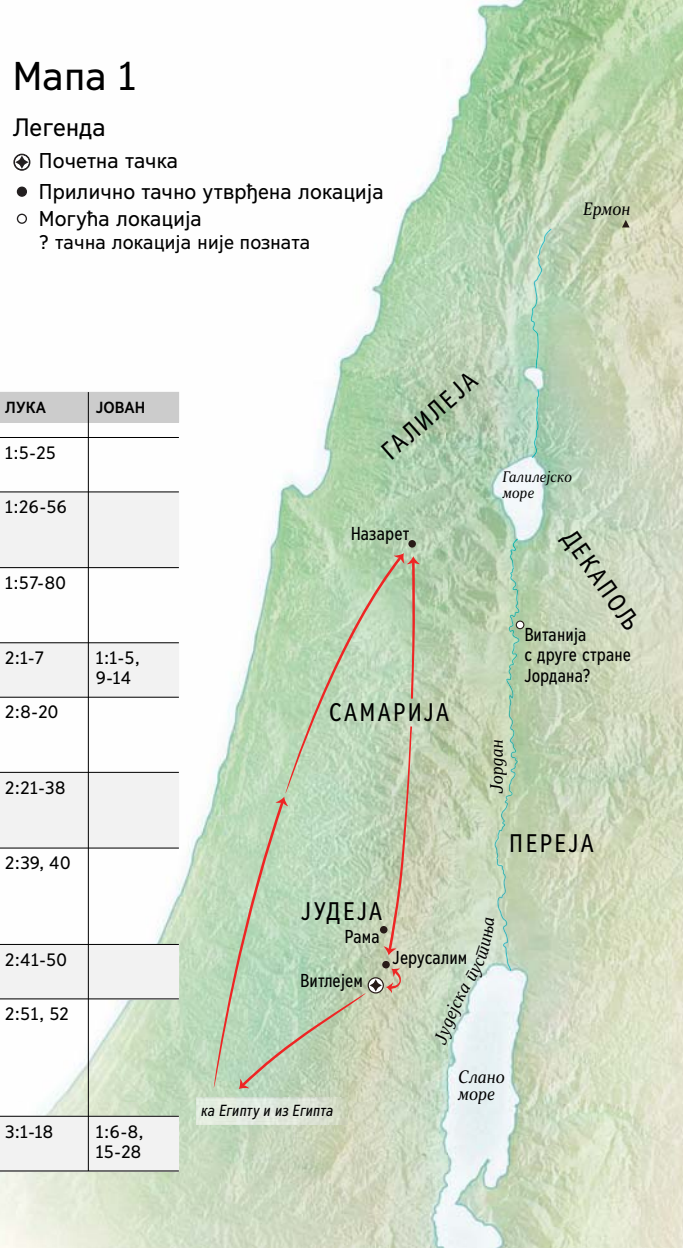 Мапа 1
Легенда
Почетна тачка
Прилично тачно утврђена локација
Могућа локација
? тачна локација није позната
ЛУКА ЈОВАН
1:5-25
1:26-56
1:57-80
2:1-7 1:1-5,
9-14
2:8-20
2:21-38
2:39, 40
2:41-50
2:51, 52
3:1-18 1:6-8,
15-28
Ермон
ГАЛИЛЕЈА
Галилејско
море
Назарет
ДЕКАПОЉ
Витанија
с друге стране
Јордана?
САМАРИЈА
Јордан
ПЕРЕЈА
ЈУДЕЈА
Рама
Јерусалим
Витлејем
Јудејска пустиња
Слано
море
ка Египту и из Египта